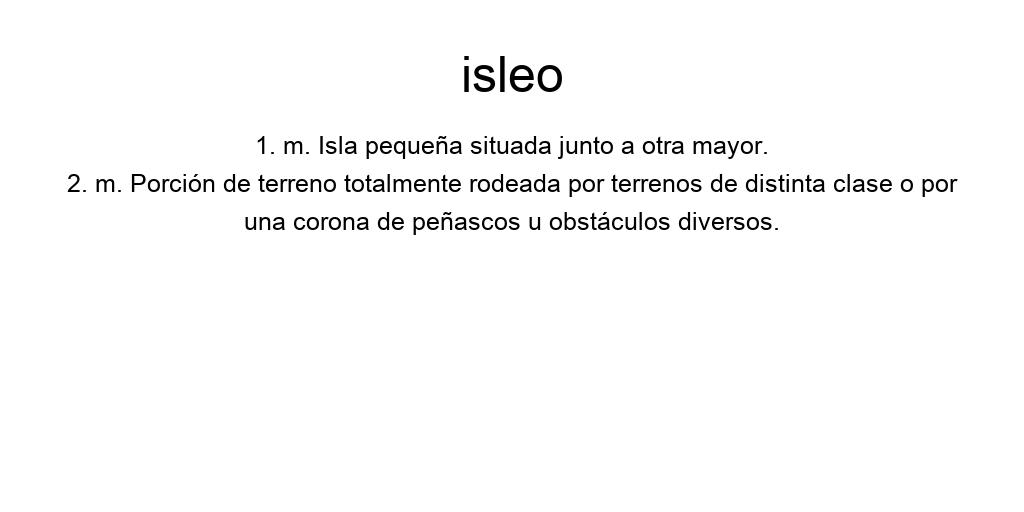 isleo
1. m. Isla pequeña situada junto a otra mayor.
2. m. Porción de terreno totalmente rodeada por terrenos de distinta clase o por
una corona de peñascos u obstáculos diversos.